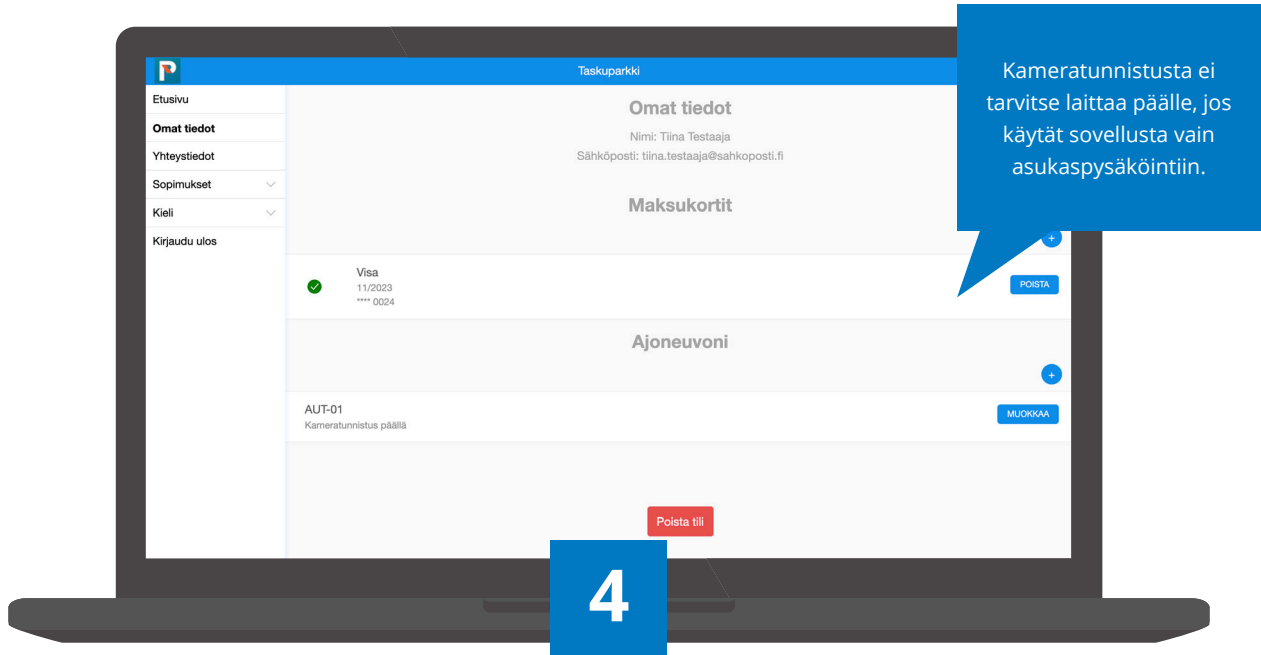 Taskuparkki
Etusivu
Omat tiedot
Yhteystiedot
Sopimukset
Kieli
Kirjaudu ulos
Omat tiedot
Nimi: Tiina Testaaja
Sähköposti: tiina.testaaja@sahkoposti.fi
Maksukortit
+
Visa
11/2023
**** 0024
POISTA
Ajoneuvoni
+
AUT-01
Kameratunnistus päällä
MUOKKAA
Poista tili
Kameratunnistusta ei
tarvitse laittaa päälle, jos
käytät sovellusta vain
asukaspysäköintiin.
4